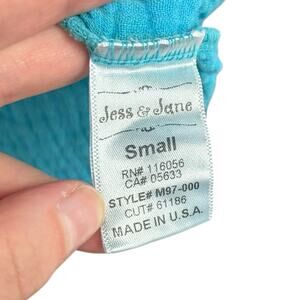 Jess & Jane
Small
RN# 116056
CA# 05633
STYLE# M97-000
CUT# 61186
MADE IN U.S.A.